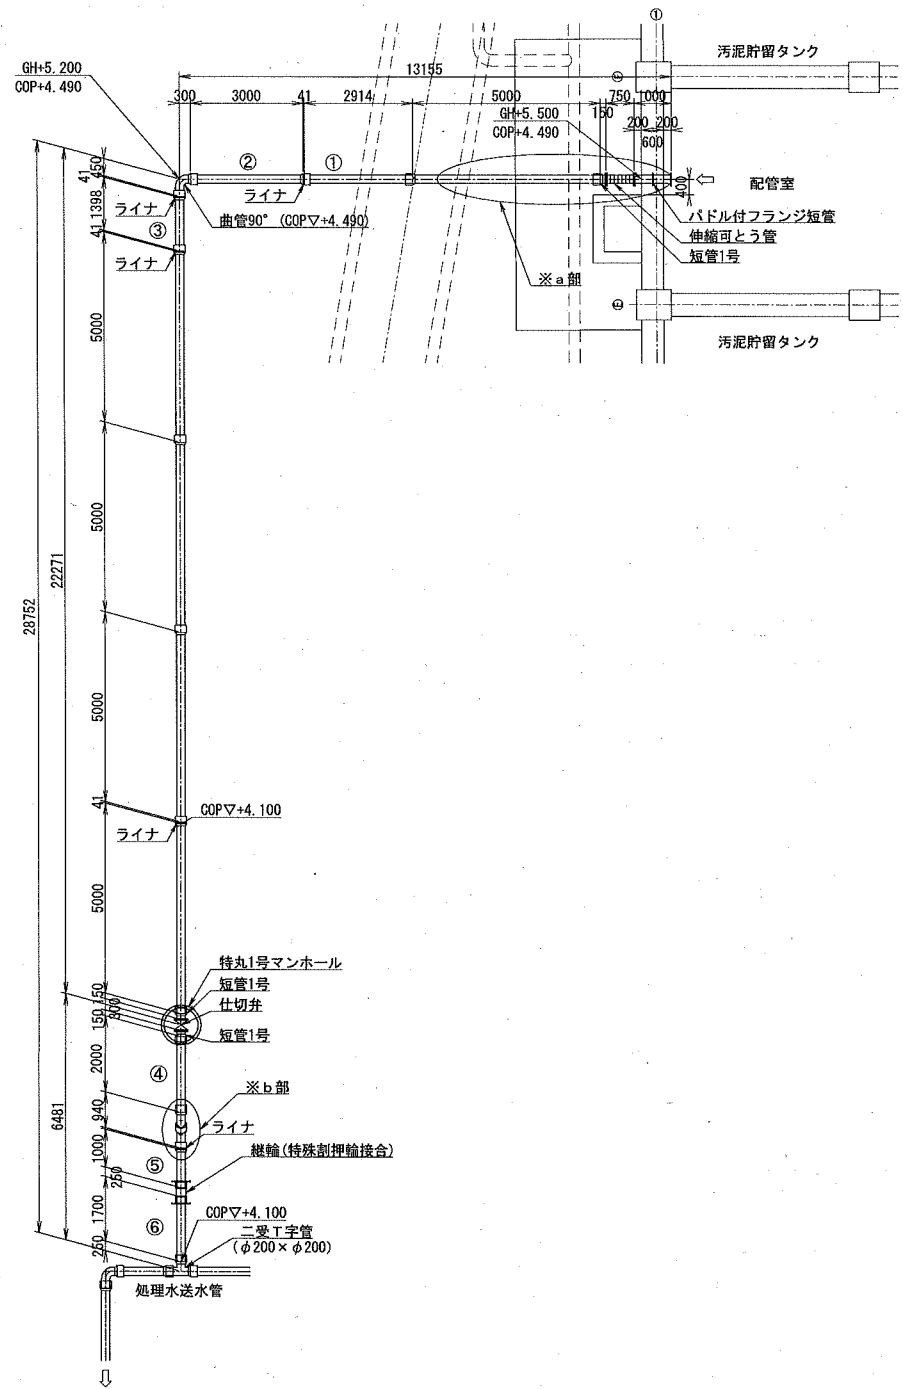 ①
汚泥貯留タンク
GH+5.200
COP+4.490
13155
300
3000
41
2914
5000
150
750
1000
GH+5.500
COP+4.490
200
200
600
400
配管室
②
①
ライナ
曲管90° (COP▽+4.490)
パドル付フランジ短管
伸縮可とう管
短管1号
※a部
汚泥貯留タンク
450
41
1398
41
ライナ
③
ライナ
5000
5000
22271
28752
5000
41
COP▽+4.100
ライナ
5000
特丸1号マンホール
短管1号
仕切弁
短管1号
150
300
150
2000
④
※b部
940
6481
ライナ
1000
継輪(特殊割押輪接合)
⑤
250
1700
⑥
COP▽+4.100
二受T字管
(φ200×φ200)
250
処理水送水管